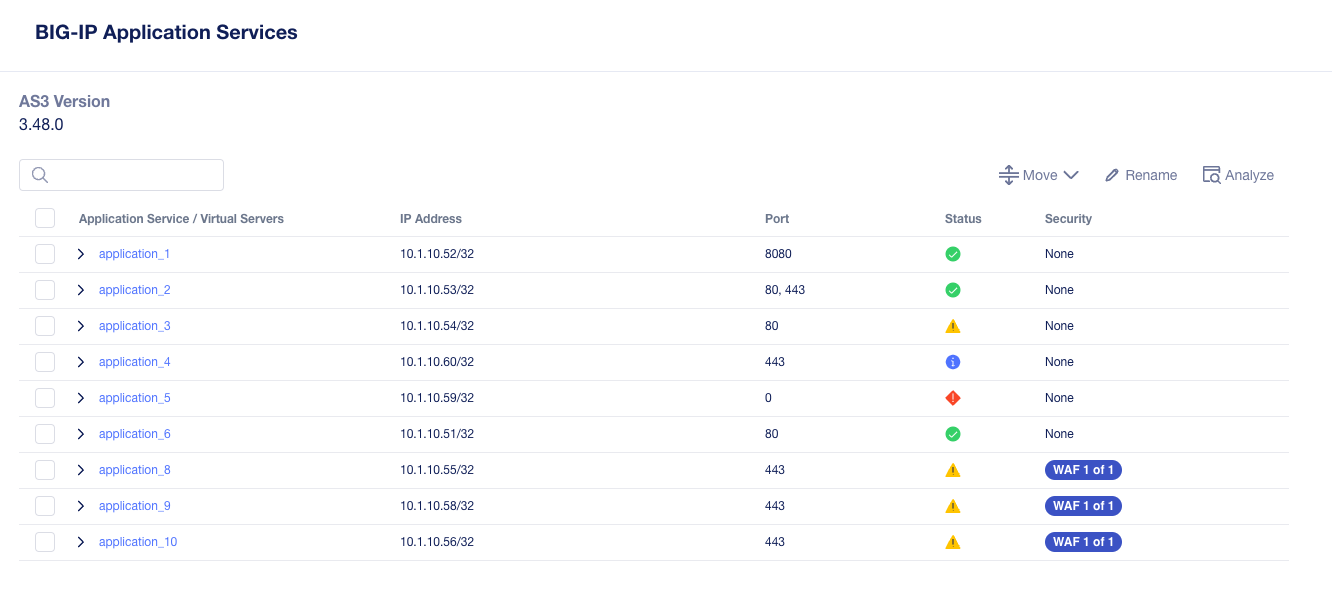 BIG-IP Application Services
AS3 Version
3.48.0
Move Rename Analyze
Application Service / Virtual Servers IP Address Port Status Security
application_1 10.1.10.52/32 8080 None
application_2 10.1.10.53/32 80, 443 None
application_3 10.1.10.54/32 80 None
application_4 10.1.10.60/32 443 None
application_5 10.1.10.59/32 0 None
application_6 10.1.10.51/32 80 None
application_8 10.1.10.55/32 443 WAF 1 of 1
application_9 10.1.10.58/32 443 WAF 1 of 1
application_10 10.1.10.56/32 443 WAF 1 of 1